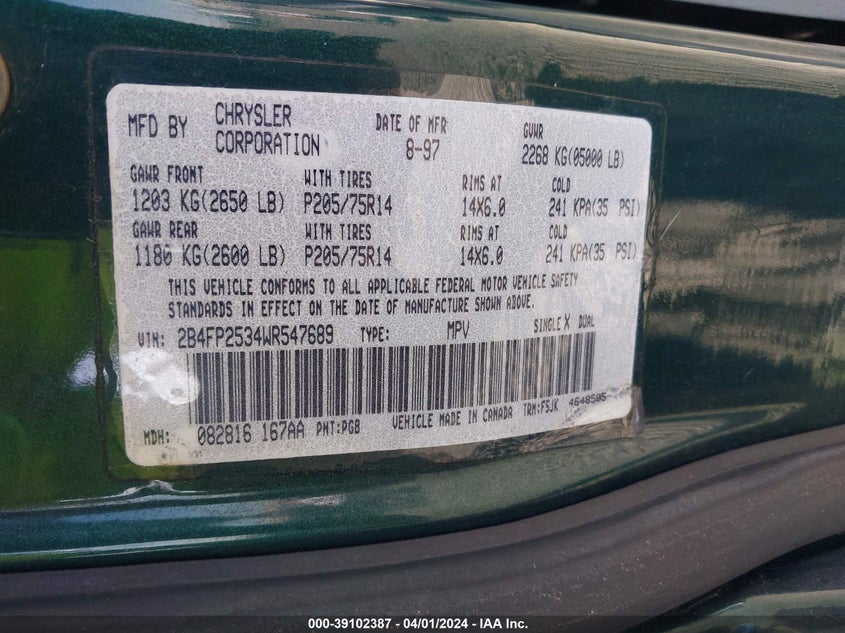 MFD BY CHRYSLER CORPORATION DATE OF MFR 8-97 GVWR 2268 KG(05000 LB)
GAWR FRONT WITH TIRES RIMS AT COLD
1203 KG(2650 LB) P205/75R14 14X6.0 241 KPA(35 PSI)
GAWR REAR WITH TIRES RIMS AT COLD
1180 KG(2600 LB) P205/75R14 14X6.0 241 KPA(35 PSI)
THIS VEHICLE CONFORMS TO ALL APPLICABLE FEDERAL MOTOR VEHICLE SAFETY
STANDARDS IN EFFECT ON THE DATE OF MANUFACTURE SHOWN ABOVE.
VIN: 2B4FP2534WR547689 TYPE: MPV SINGLE X DUAL
MDH: 082816 167AA PNT:PG8 VEHICLE MADE IN CANADA TRM:F5JK 4648505
000-39102387 - 04/01/2024 - IAA Inc.